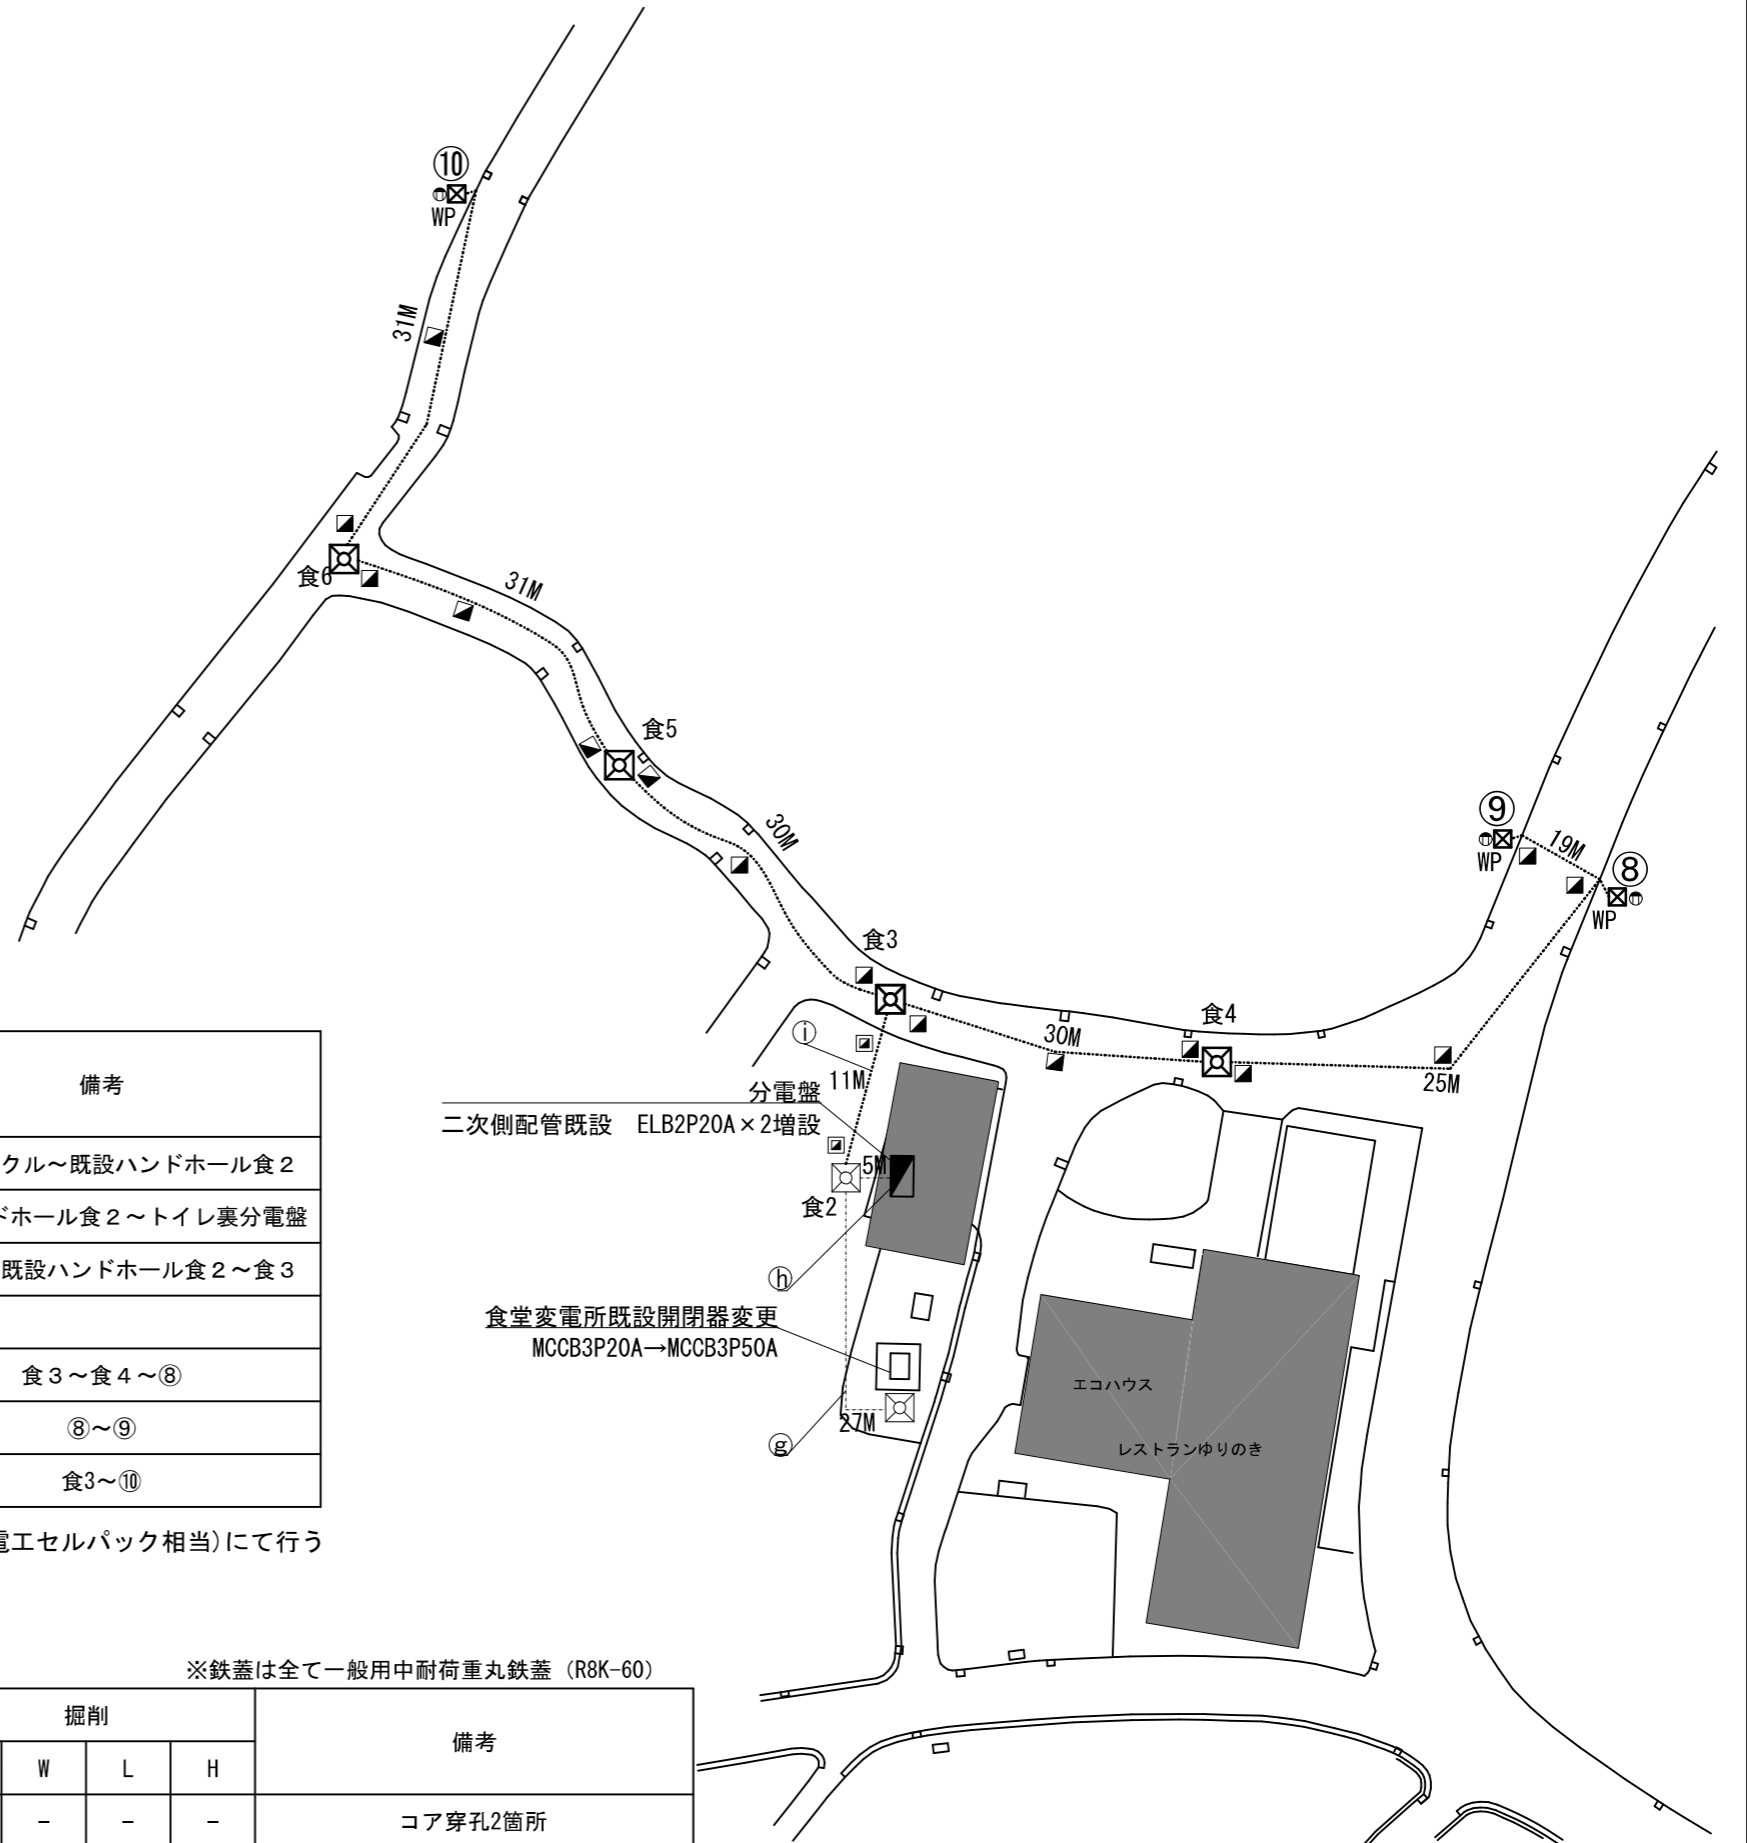 ⑩
WP
31M
食6
31M
食5
30M
⑨
WP
19M
⑧
WP
食3
食4
ⓘ
30M
11M
25M
分電盤
二次側配管既設 ELB2P20A×2増設
5M
食2
ⓗ
食堂変電所既設開閉器変更
MCCB3P20A→MCCB3P50A
27M
ⓖ
エコハウス
レストランゆりのき
備考
クル～既設ハンドホール食2
ドホール食2～トイレ裏分電盤
既設ハンドホール食2～食3
食3～食4～⑧
⑧～⑨
食3～⑩
電工セルパック相当)にて行う
※鉄蓋は全て一般用中耐荷重丸鉄蓋 (R8K-60)
掘削 備考
W L H
- - - コア穿孔2箇所